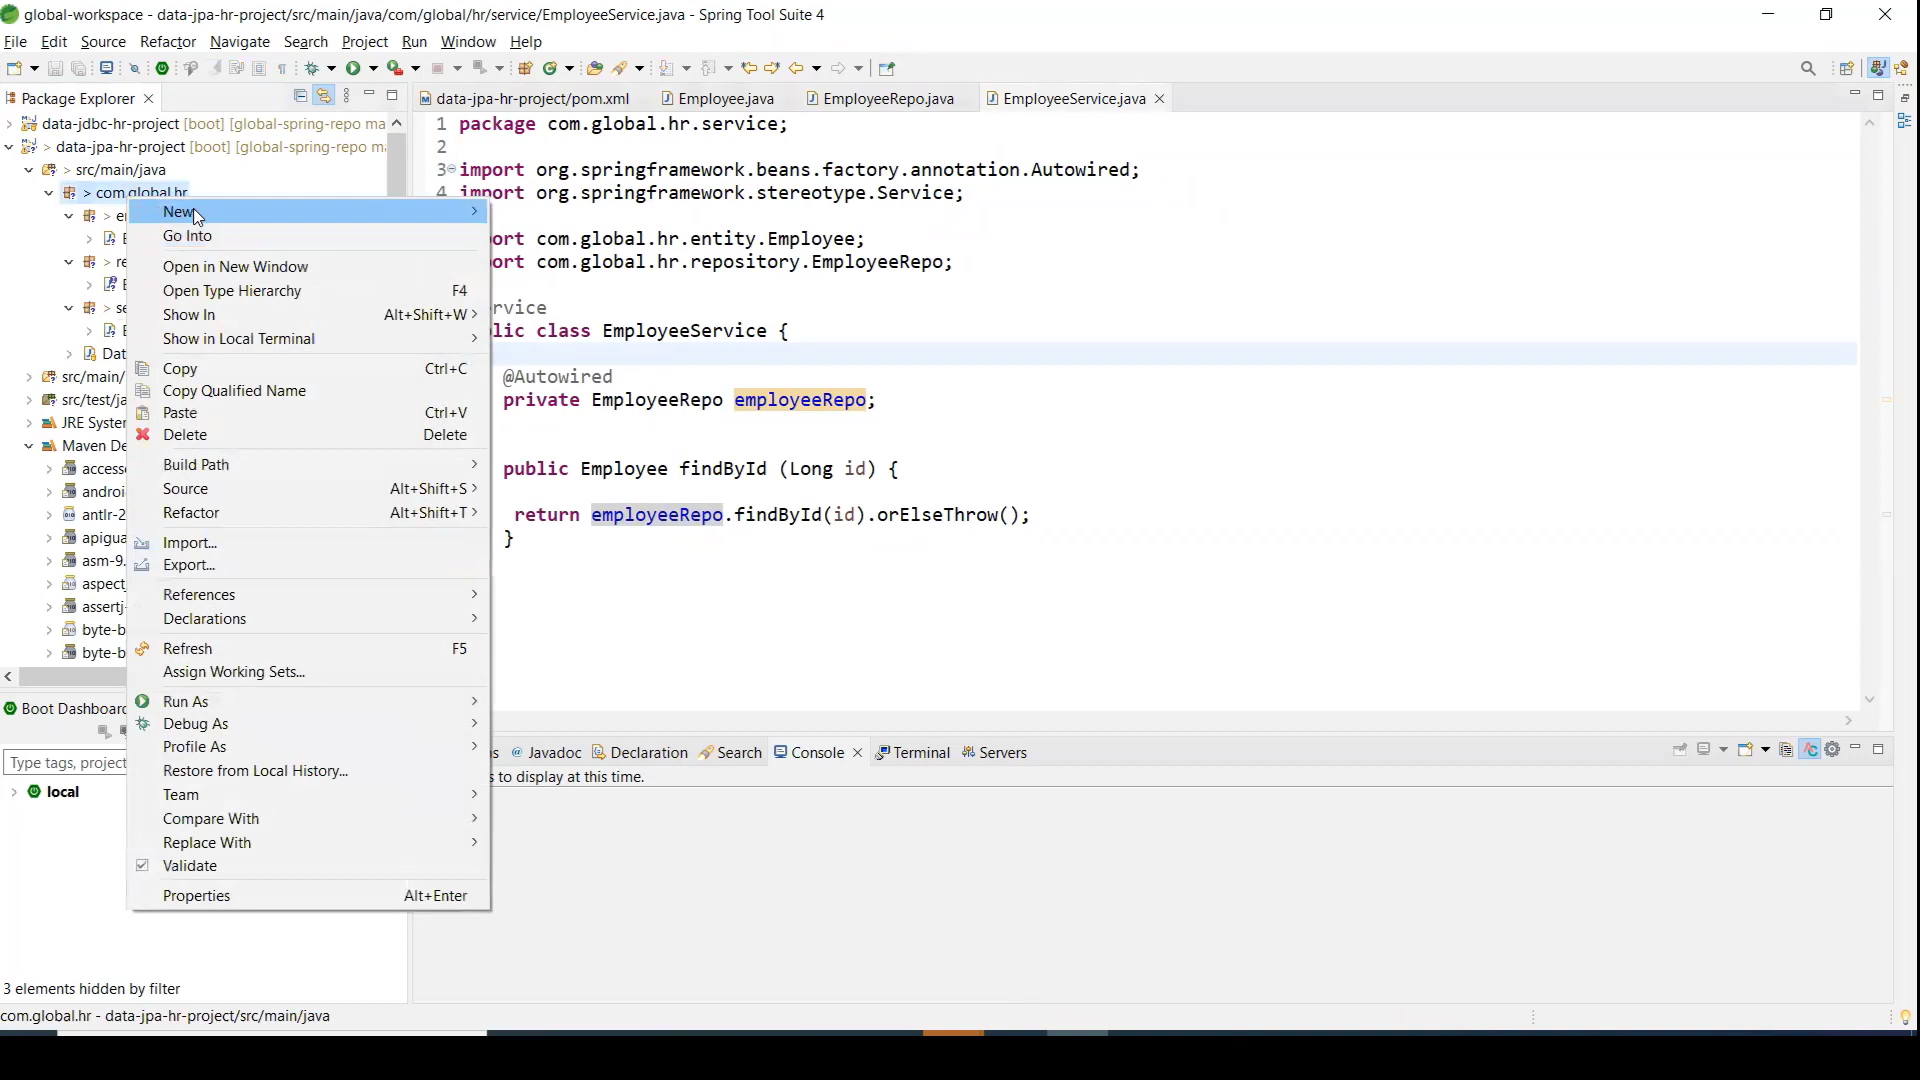 global-workspace - data-jpa-hr-project/src/main/java/com/global/hr/service/EmployeeService.java - Spring Tool Suite 4
File Edit Source Refactor Navigate Search Project Run Window Help
Package Explorer
data-jdbc-hr-project [boot] [global-spring-repo ma
> data-jpa-hr-project [boot] [global-spring-repo m
> src/main/java
> com.global.hr
> 
> re
> se
Dat
src/main/
src/test/ja
JRE Syster
Maven De
access
androi
antlr-2
apigua
asm-9.
aspect
assertj-
byte-b
byte-b
New
Go Into
Open in New Window
Open Type Hierarchy F4
Show In Alt+Shift+W >
Show in Local Terminal
Copy Ctrl+C
Copy Qualified Name
Paste Ctrl+V
Delete Delete
Build Path
Source Alt+Shift+S >
Refactor Alt+Shift+T >
Import...
Export...
References
Declarations
Refresh F5
Assign Working Sets...
Run As
Debug As
Profile As
Restore from Local History...
Team
Compare With
Replace With
Validate
Properties Alt+Enter
data-jpa-hr-project/pom.xml Employee.java EmployeeRepo.java EmployeeService.java
1 package com.global.hr.service;
2
3 import org.springframework.beans.factory.annotation.Autowired;
4 import org.springframework.stereotype.Service;
ort com.global.hr.entity.Employee;
ort com.global.hr.repository.EmployeeRepo;
rvice
lic class EmployeeService {
@Autowired
private EmployeeRepo employeeRepo;
public Employee findById (Long id) {
return employeeRepo.findById(id).orElseThrow();
}
Boot Dashboard
Type tags, project
local
3 elements hidden by filter
ns @ Javadoc Declaration Search Console Terminal Servers
s to display at this time.
com.global.hr - data-jpa-hr-project/src/main/java